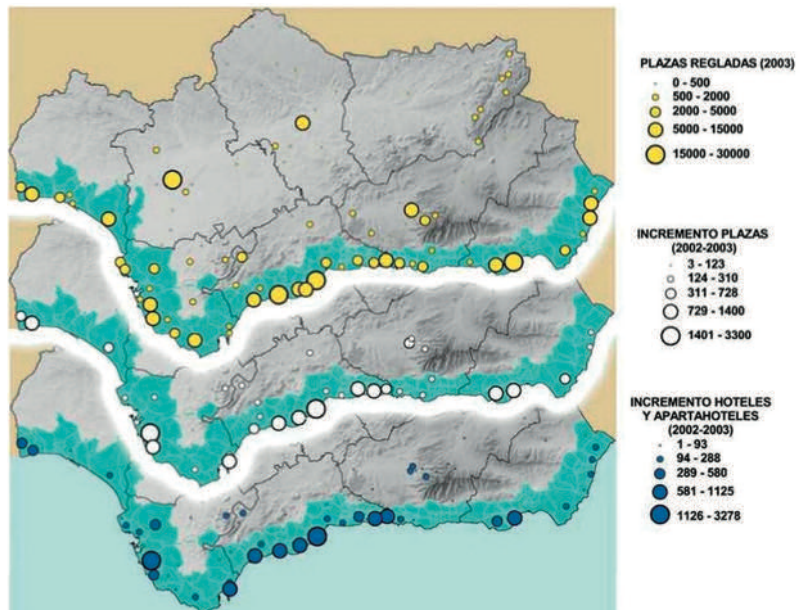 PLAZAS REGLADAS (2003)
0 - 500
500 - 2000
2000 - 5000
5000 - 15000
15000 - 30000
INCREMENTO PLAZAS
(2002-2003)
3 - 123
124 - 310
311 - 728
729 - 1400
1401 - 3300
INCREMENTO HOTELES
Y APARTAHOTELES
(2002-2003)
1 - 93
94 - 288
289 - 580
581 - 1125
1126 - 3278